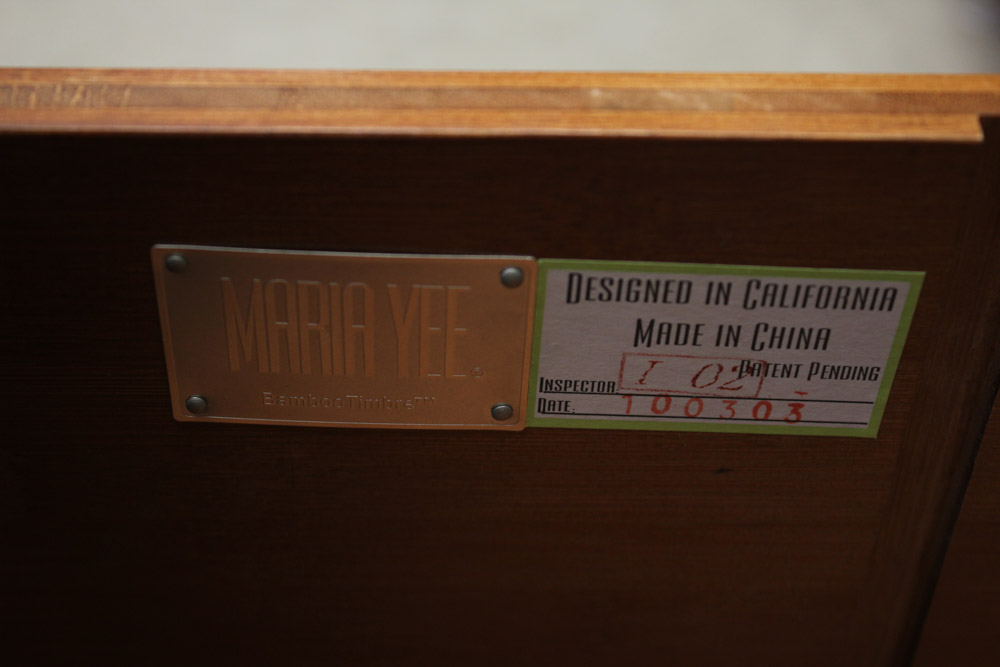 MARIA YEE®
BambooTimbre™
DESIGNED IN CALIFORNIA
MADE IN CHINA
PATENT PENDING
INSPECTOR I 02
DATE. 100303